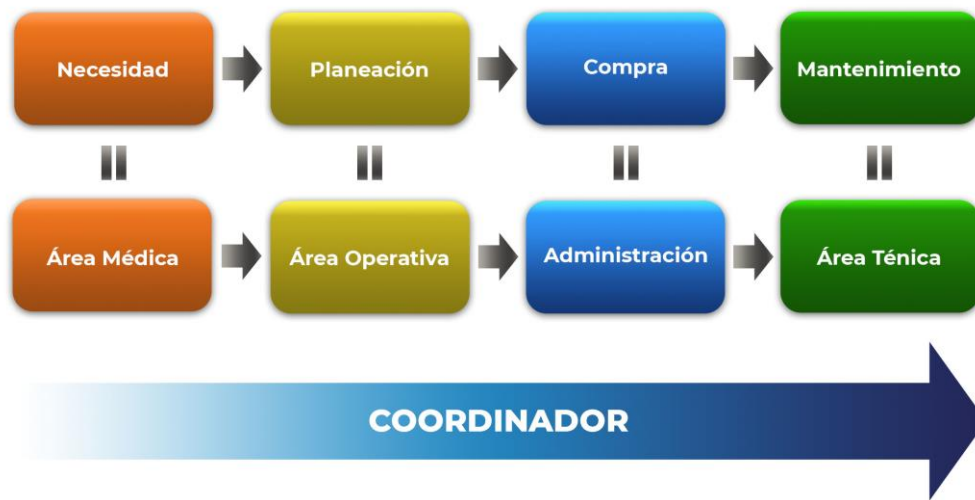 Necesidad
Planeación
Compra
Mantenimiento
Área Médica
Área Operativa
Administración
Área Ténica
COORDINADOR